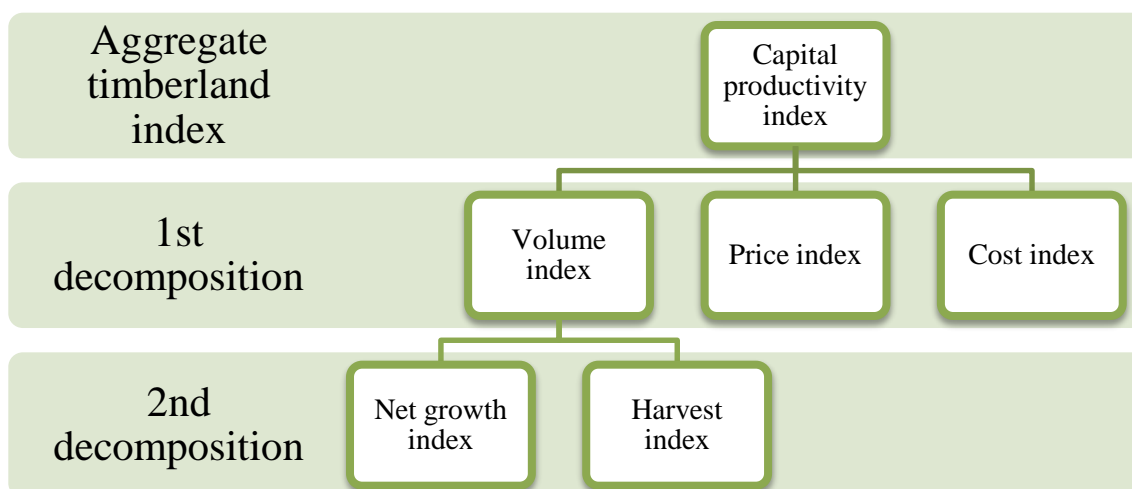 Aggregate
timberland
index
Capital
productivity
index
1st
decomposition
Volume
index
Price index
Cost index
2nd
decomposition
Net growth
index
Harvest
index